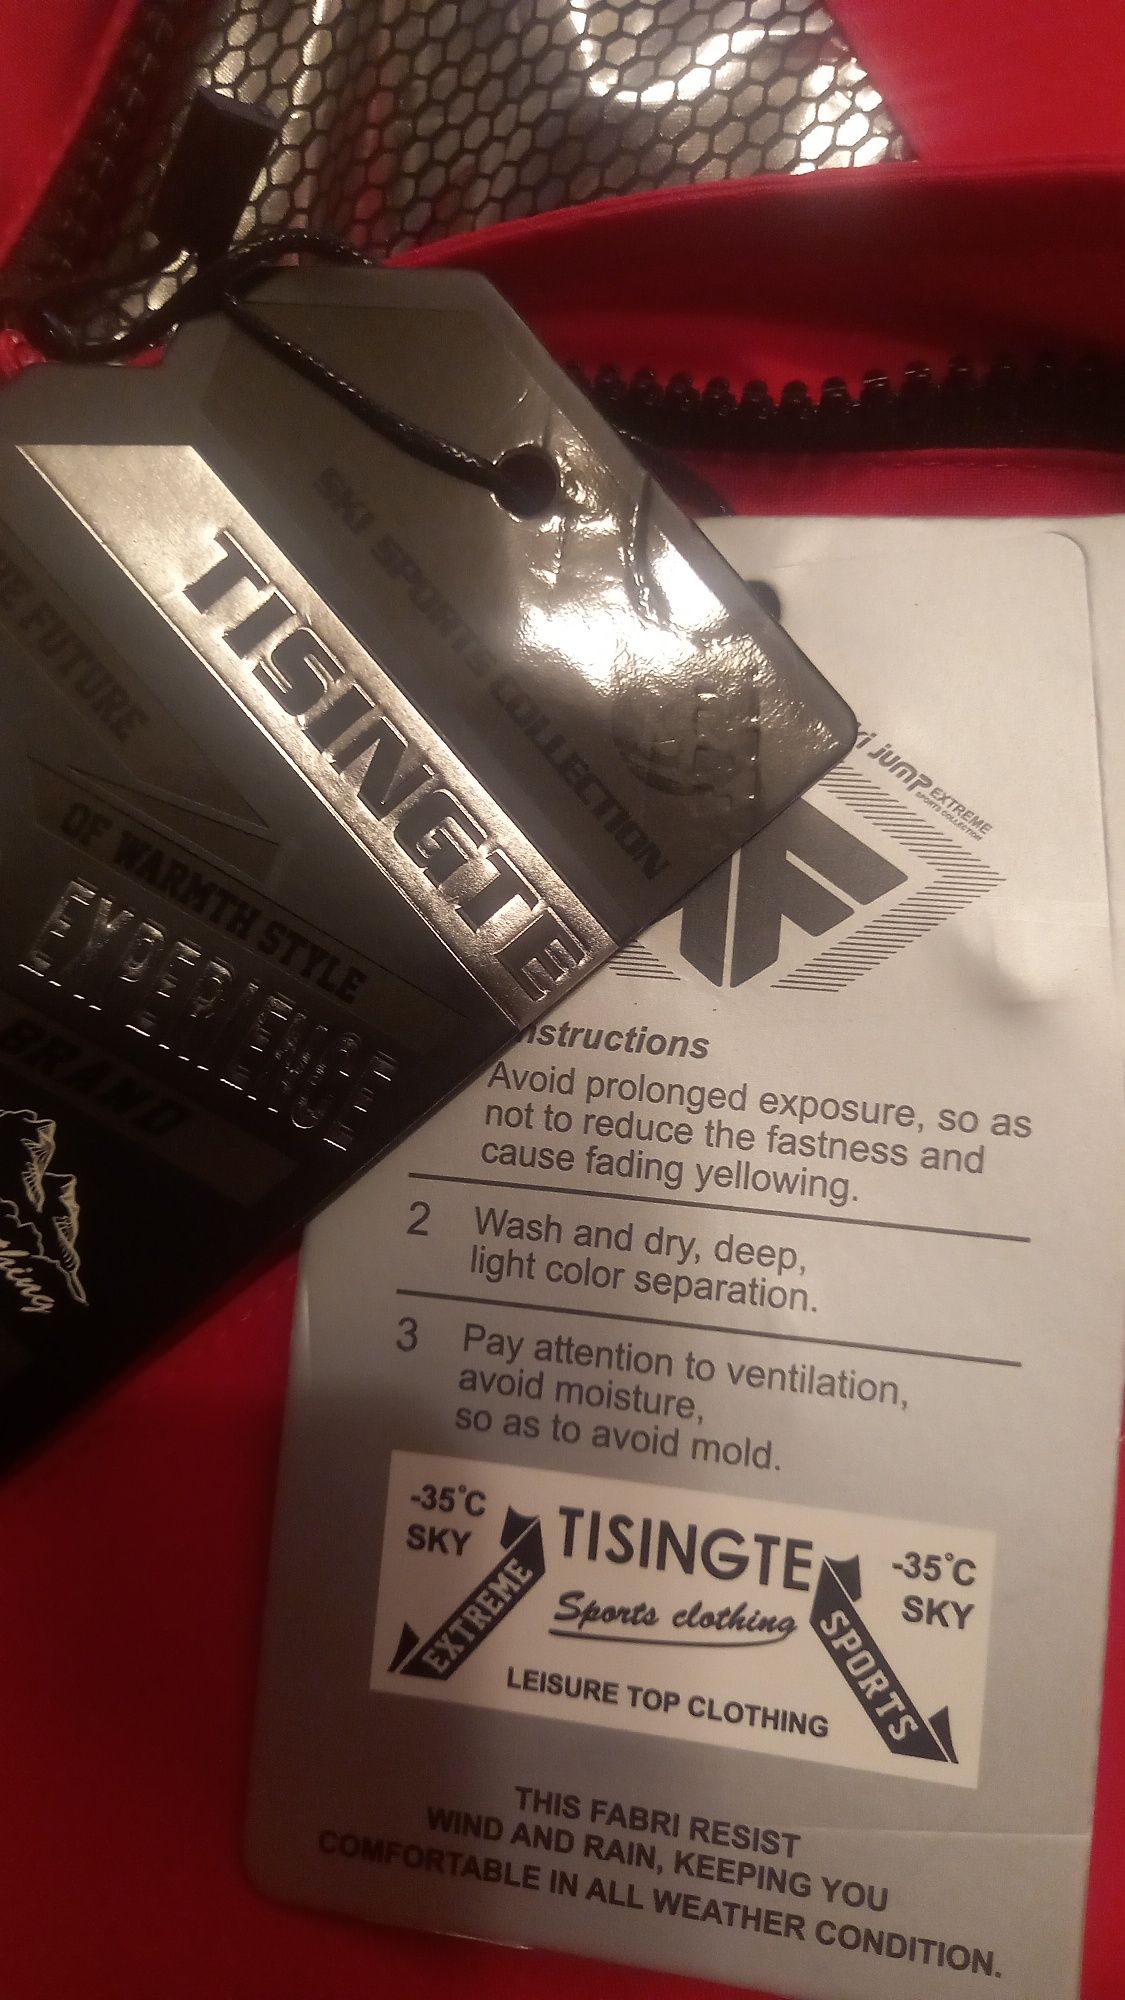 SKI SPORTS COLLECTION
TISINGTE
FUTURE
OF WARMTH STYLE
EXPERIENCE
BRAND
JUMP EXTREME
SPORTS COLLECTION
Avoid prolonged exposure, so as
not to reduce the fastness and
cause fading yellowing.
2 Wash and dry, deep,
light color separation.
3 Pay attention to ventilation,
avoid moisture,
so as to avoid mold.
-35°C
SKY
EXTREME
TISINGTE
Sports clothing
LEISURE TOP CLOTHING
SPORTS
-35°C
SKY
THIS FABRI RESIST
WIND AND RAIN, KEEPING YOU
COMFORTABLE IN ALL WEATHER CONDITION.